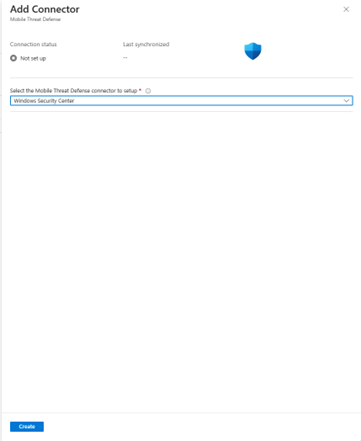 Add Connector
Mobile Threat Defense
Connection status
Last synchronized
Not set up
--
Select the Mobile Threat Defense connector to setup *
Windows Security Center
Create